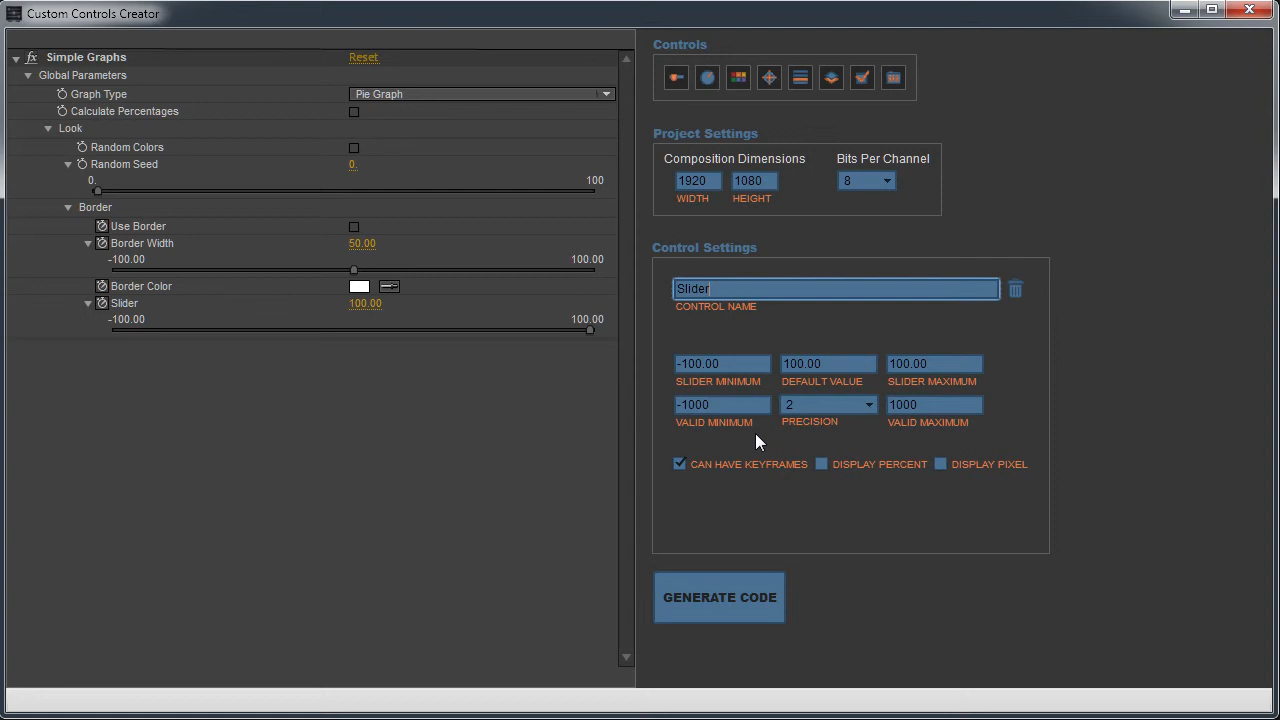 Custom Controls Creator
fx Simple Graphs Reset
Global Parameters
Graph Type Pie Graph
Calculate Percentages
Look
Random Colors
Random Seed 0.
0. 100
Border
Use Border
Border Width 50.00
-100.00 100.00
Border Color
Slider 100.00
-100.00 100.00
Controls
Project Settings
Composition Dimensions Bits Per Channel
1920 1080 8
WIDTH HEIGHT
Control Settings
Slider
CONTROL NAME
-100.00 100.00 100.00
SLIDER MINIMUM DEFAULT VALUE SLIDER MAXIMUM
-1000 2 1000
VALID MINIMUM PRECISION VALID MAXIMUM
CAN HAVE KEYFRAMES DISPLAY PERCENT DISPLAY PIXEL
GENERATE CODE